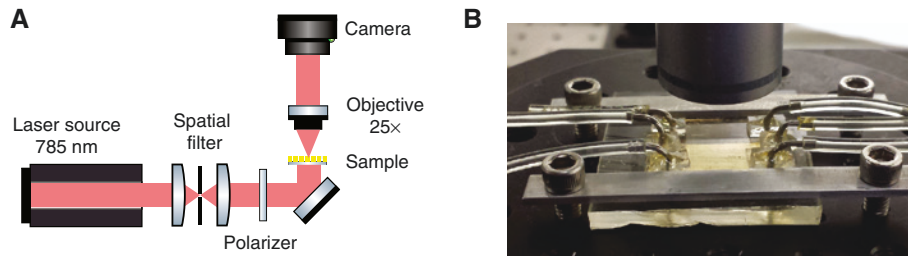 A
Camera
Objective
25×
Sample
Laser source
785 nm
Spatial
filter
Polarizer
B